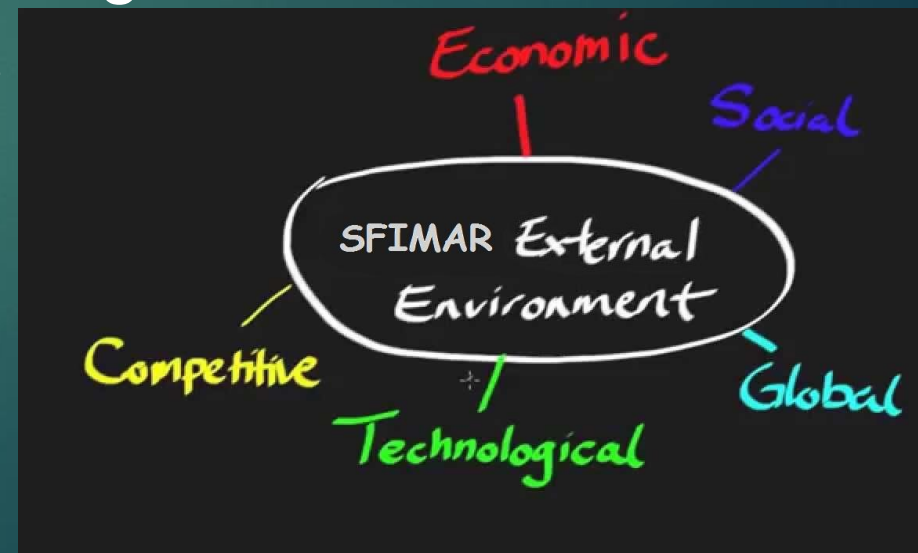 Economic
Social
SFIMAR External
Environment
Competitive
Global
Technological